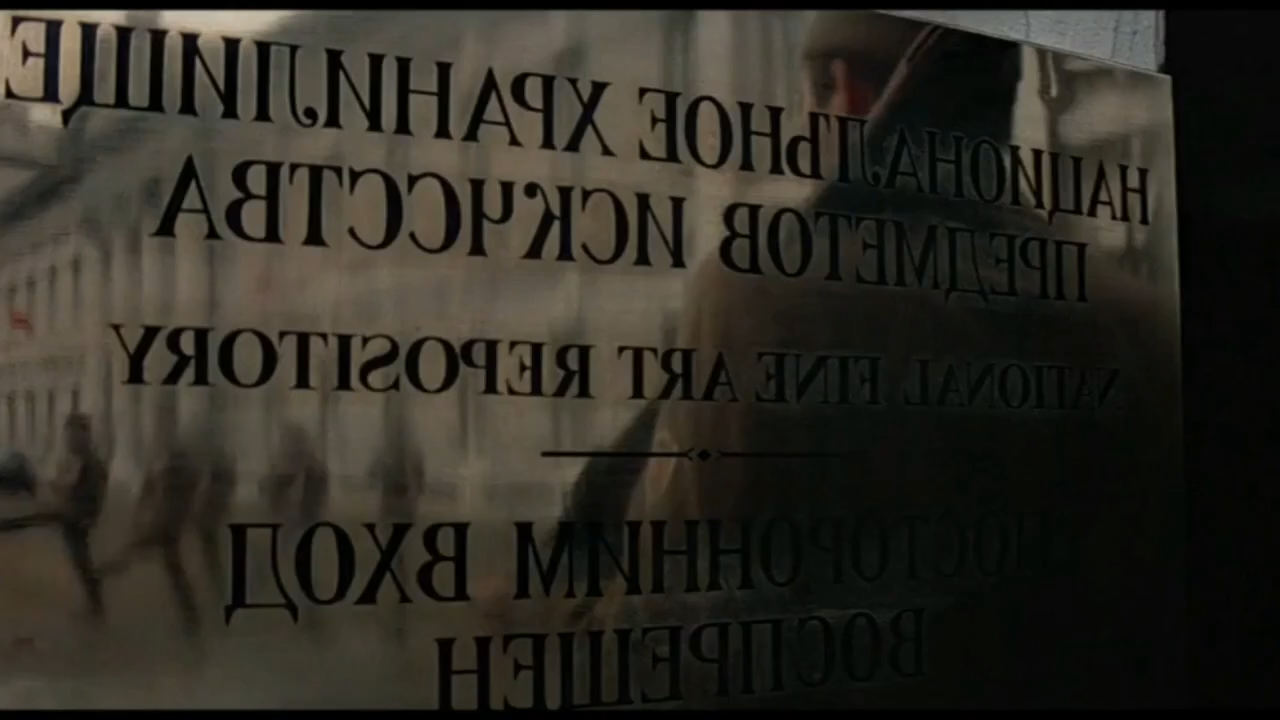 НАЦИОНАЛЬНОЕ ХРАНИЛИЩЕ
ПРЕДМЕТОВ ИСКУССТВА
NATIONAL FINE ART REPOSITORY
ПОСТОРОННИМ ВХОД
ВОСПРЕЩЕН